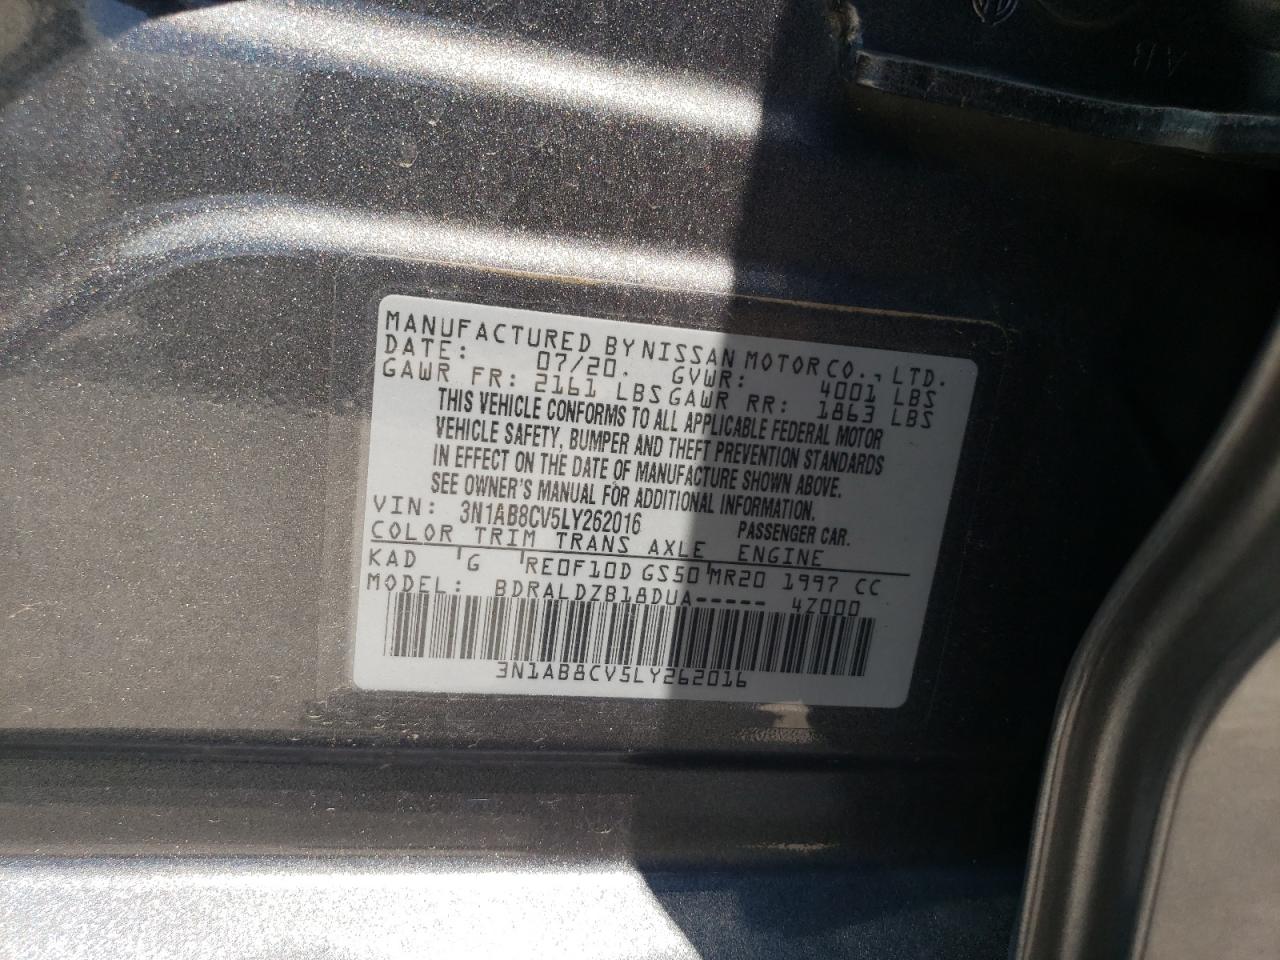 MANUFACTURED BY NISSAN MOTOR CO., LTD.
DATE: 07/20. GVWR: 4001 LBS
GAWR FR: 2161 LBS GAWR RR: 1863 LBS
THIS VEHICLE CONFORMS TO ALL APPLICABLE FEDERAL MOTOR
VEHICLE SAFETY, BUMPER AND THEFT PREVENTION STANDARDS
IN EFFECT ON THE DATE OF MANUFACTURE SHOWN ABOVE.
SEE OWNER'S MANUAL FOR ADDITIONAL INFORMATION.
VIN: 3N1AB8CV5LY262016 PASSENGER CAR.
COLOR TRIM TRANS AXLE ENGINE
KAD G RE0F10D GS50 MR20 1997 CC
MODEL: BDRALDZB18DUA----- 4Z000
3N1AB8CV5LY262016
AB